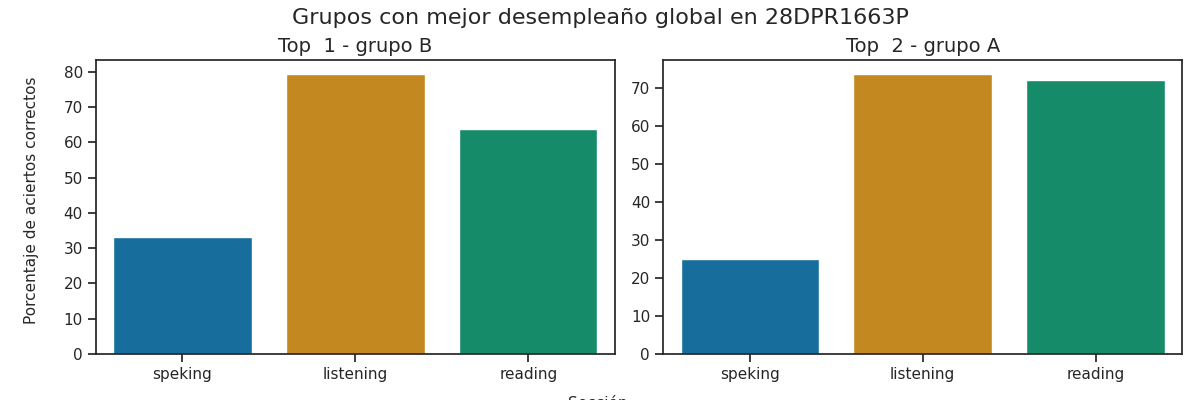 Grupos con mejor desempleaño global en 28DPR1663P
Top  1 - grupo B
Top  2 - grupo A
Porcentaje de aciertos correctos
80
70
60
50
40
30
20
10
0
speking
listening
reading
70
60
50
40
30
20
10
0
speking
listening
reading
Sección